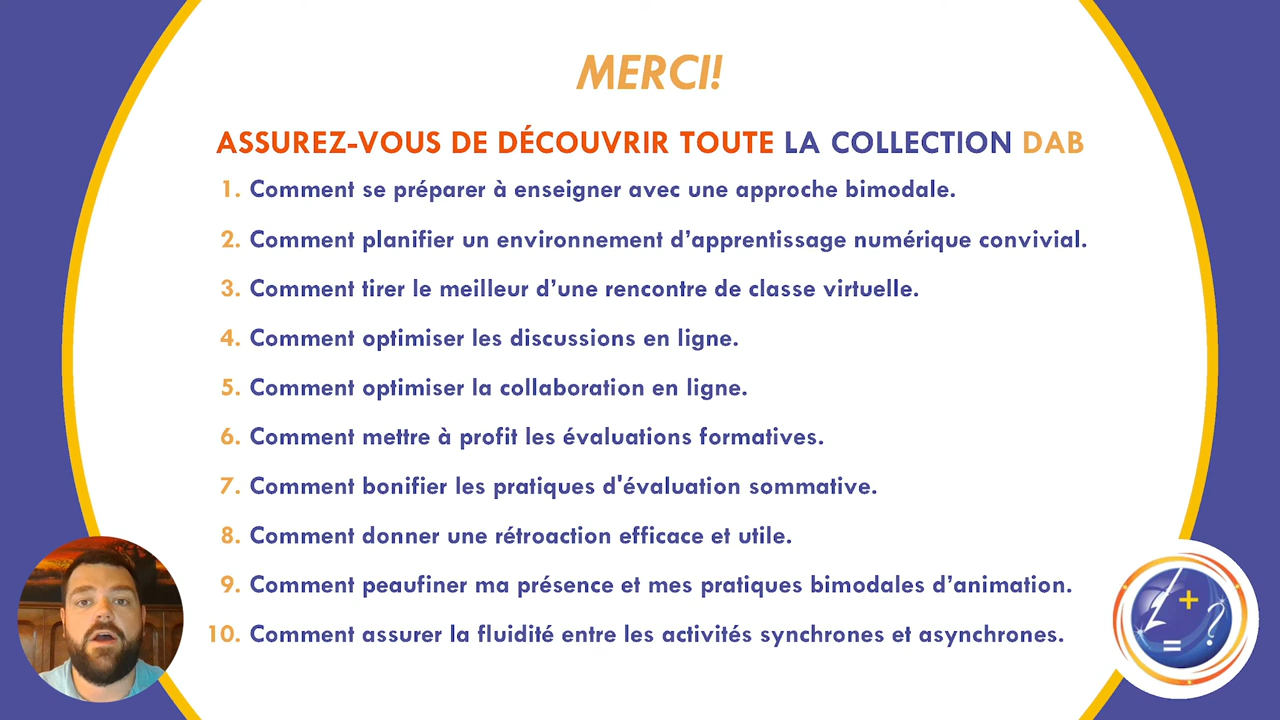 MERCI!
ASSUREZ-VOUS DE DÉCOUVRIR TOUTE LA COLLECTION DAB
1. Comment se préparer à enseigner avec une approche bimodale.
2. Comment planifier un environnement d’apprentissage numérique convivial.
3. Comment tirer le meilleur d’une rencontre de classe virtuelle.
4. Comment optimiser les discussions en ligne.
5. Comment optimiser la collaboration en ligne.
6. Comment mettre à profit les évaluations formatives.
7. Comment bonifier les pratiques d'évaluation sommative.
8. Comment donner une rétroaction efficace et utile.
9. Comment peaufiner ma présence et mes pratiques bimodales d’animation.
10. Comment assurer la fluidité entre les activités synchrones et asynchrones.
+
?
=